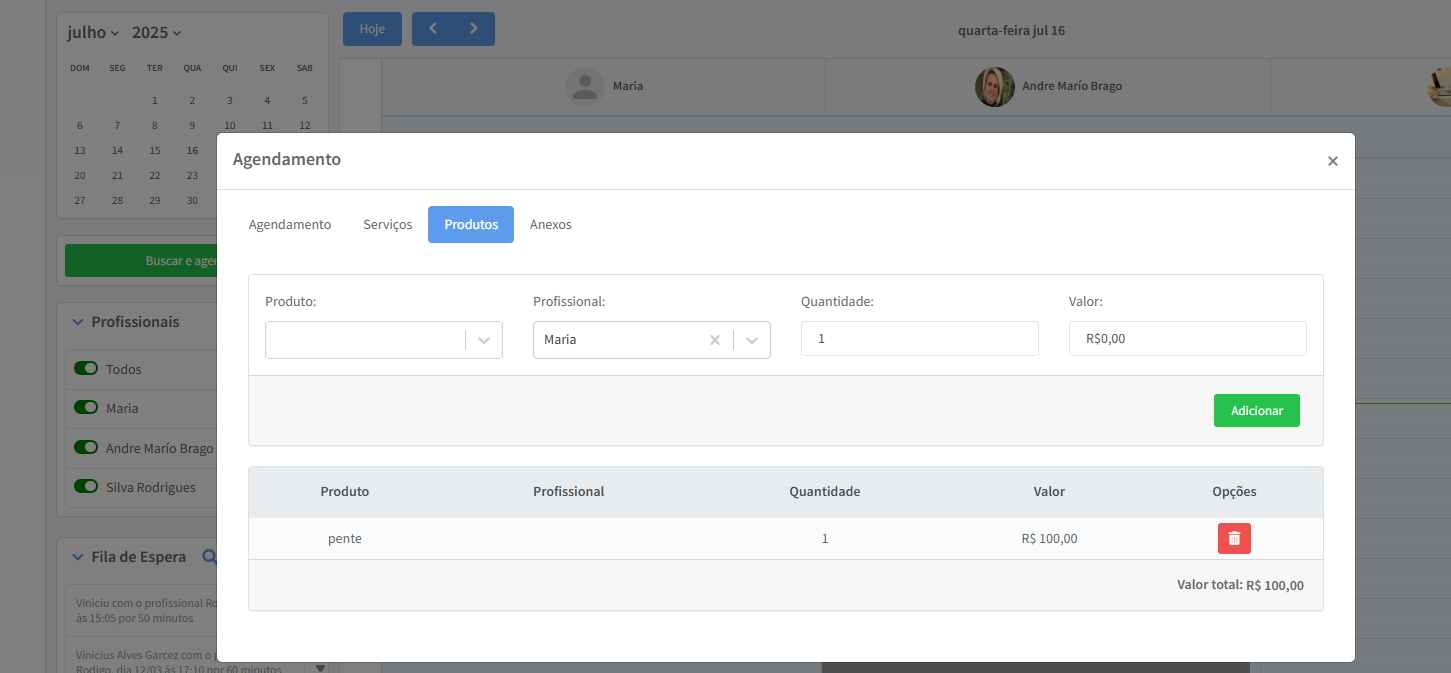 julho 2025
Hoje
quarta-feira jul 16
DOM SEG TER QUA QUI SEX SAB
1 2 3 4 5
6 7 8 9 10 11 12
13 14 15 16
20 21 22 23
27 28 29 30
Maria
Andre Marío Brago
Agendamento
×
Agendamento Serviços Produtos Anexos
Buscar e agen
Produto: Profissional: Quantidade: Valor:
Maria 1 R$0,00
Adicionar
Profissionais
Todos
Maria
Andre Marío Brago
Silva Rodrigues
Produto Profissional Quantidade Valor Opções
pente 1 R$ 100,00
Valor total: R$ 100,00
Fila de Espera
Viniciu com o profissional Ro
às 15:05 por 50 minutos
Vinicius Alves Garcez com o p
Rodigo, dia 12/03 às 17:10 por 60 minutos